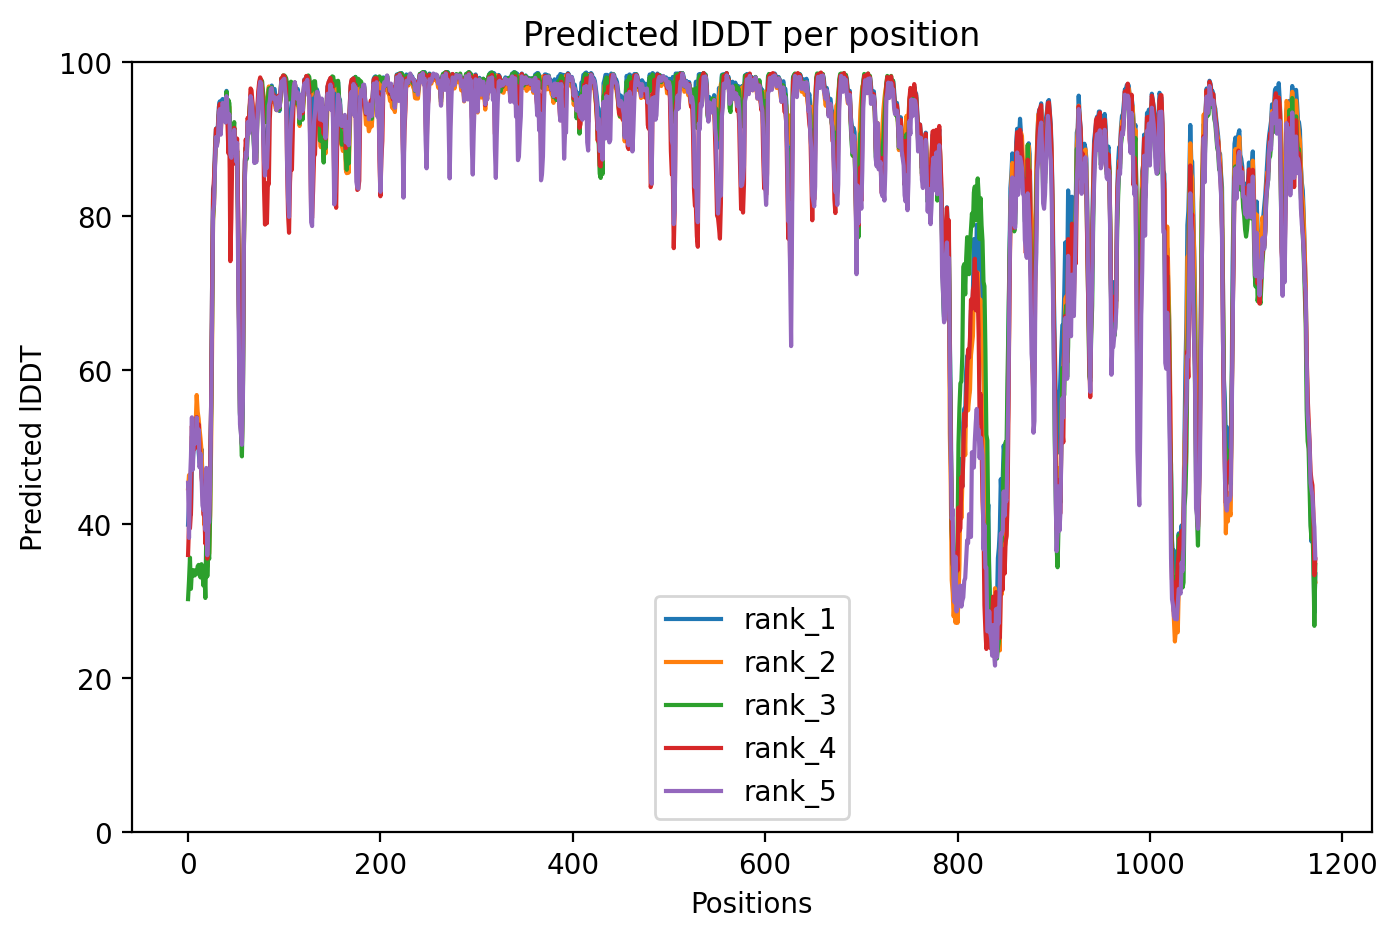 Predicted lDDT per position
100
80
60
40
20
0
Predicted lDDT
0 200 400 600 800 1000 1200
Positions
rank_1
rank_2
rank_3
rank_4
rank_5